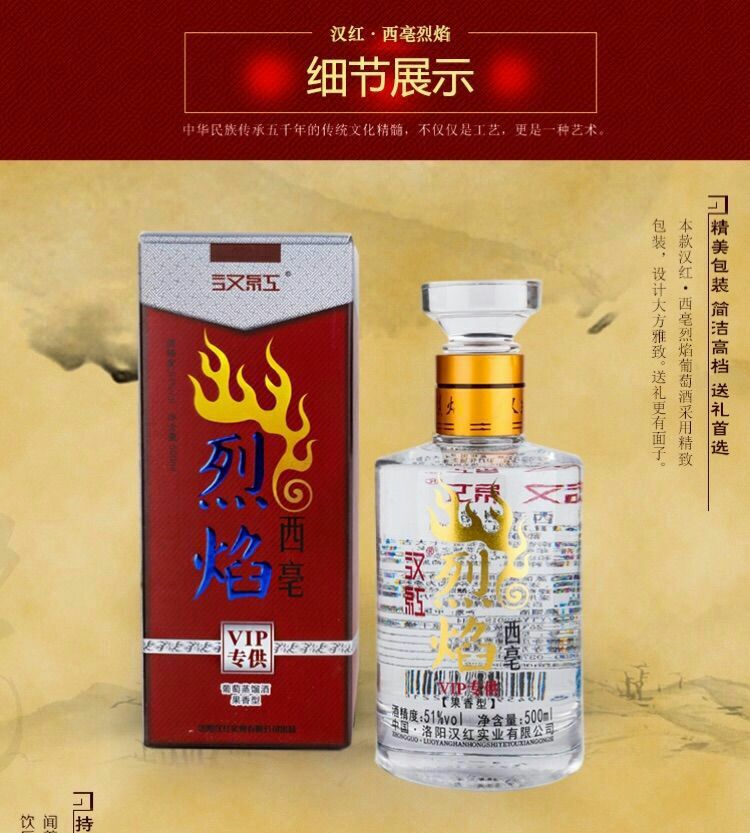 汉红·西亳烈焰
细节展示
中华民族传承五千年的传统文化精髓，不仅仅是工艺，更是一种艺术。
精美包装 简洁高档 送礼首选
本款汉红·西亳烈焰葡萄酒采用精致
包装，设计大方雅致。送礼更有面子。
汉红®
烈焰
西亳
VIP
专供
葡萄蒸馏酒
果香型
汉红®
烈焰
西亳
VIP专供
【果香型】
酒精度:51%vol 净含量:500ml
中国·洛阳汉红实业有限公司
ZHONGGUO·LUOYANGHANHONGSHIYEYOUXIANGONGSI
持
闻
饮